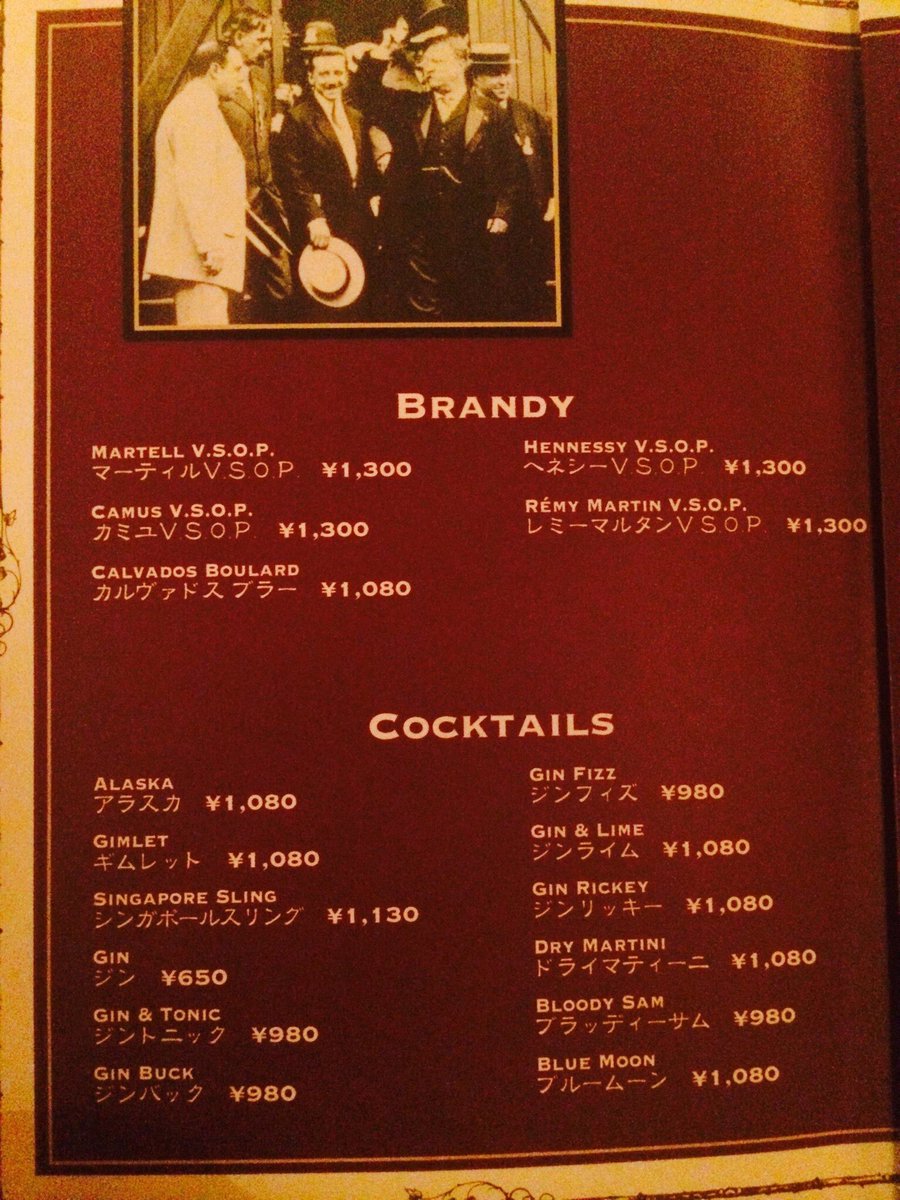 BRANDY
MARTELL V.S.O.P.
マーティルV.S.O.P. ¥1,300
CAMUS V.S.O.P.
カミユV.S.O.P. ¥1,300
CALVADOS BOULARD
カルヴァドス ブラー ¥1,080
HENNESSY V.S.O.P.
ヘネシーV.S.O.P. ¥1,300
RÉMY MARTIN V.S.O.P.
レミーマルタンV.S.O.P. ¥1,300
COCKTAILS
ALASKA
アラスカ ¥1,080
GIMLET
ギムレット ¥1,080
SINGAPORE SLING
シンガポールスリング ¥1,130
GIN
ジン ¥650
GIN & TONIC
ジントニック ¥980
GIN BUCK
ジンバック ¥980
GIN FIZZ
ジンフィズ ¥980
GIN & LIME
ジンライム ¥1,080
GIN RICKEY
ジンリッキー ¥1,080
DRY MARTINI
ドライマティーニ ¥1,080
BLOODY SAM
ブラッディーサム ¥980
BLUE MOON
ブルームーン ¥1,080